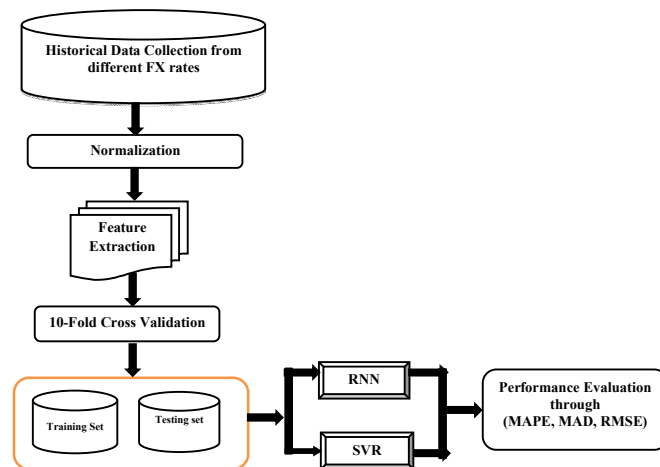 Historical Data Collection from
different FX rates
Normalization
Feature
Extraction
10-Fold Cross Validation
Training Set
Testing set
RNN
SVR
Performance Evaluation
through
(MAPE, MAD, RMSE)